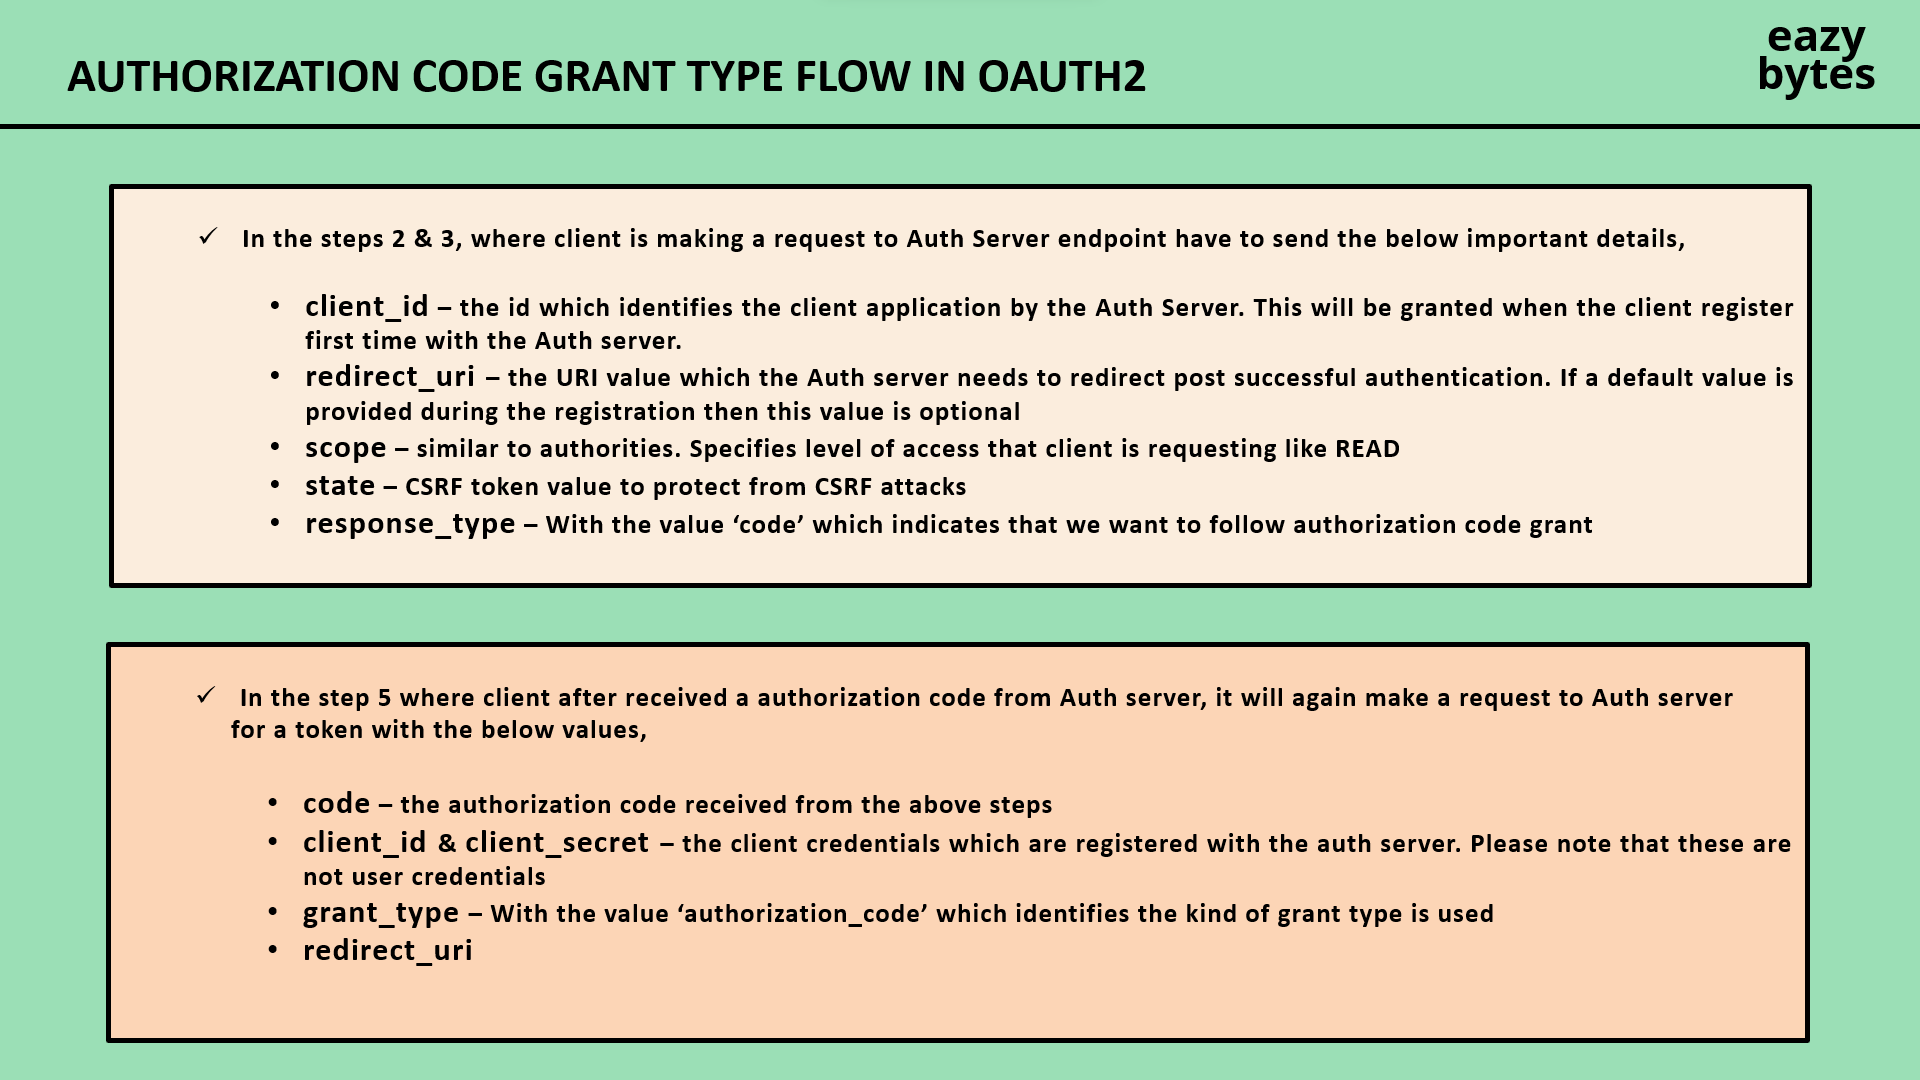 AUTHORIZATION CODE GRANT TYPE FLOW IN OAUTH2
eazy
bytes
✓ In the steps 2 & 3, where client is making a request to Auth Server endpoint have to send the below important details,
• client_id – the id which identifies the client application by the Auth Server. This will be granted when the client register
first time with the Auth server.
• redirect_uri – the URI value which the Auth server needs to redirect post successful authentication. If a default value is
provided during the registration then this value is optional
• scope – similar to authorities. Specifies level of access that client is requesting like READ
• state – CSRF token value to protect from CSRF attacks
• response_type – With the value ‘code’ which indicates that we want to follow authorization code grant
✓ In the step 5 where client after received a authorization code from Auth server, it will again make a request to Auth server
for a token with the below values,
• code – the authorization code received from the above steps
• client_id & client_secret – the client credentials which are registered with the auth server. Please note that these are
not user credentials
• grant_type – With the value ‘authorization_code’ which identifies the kind of grant type is used
• redirect_uri